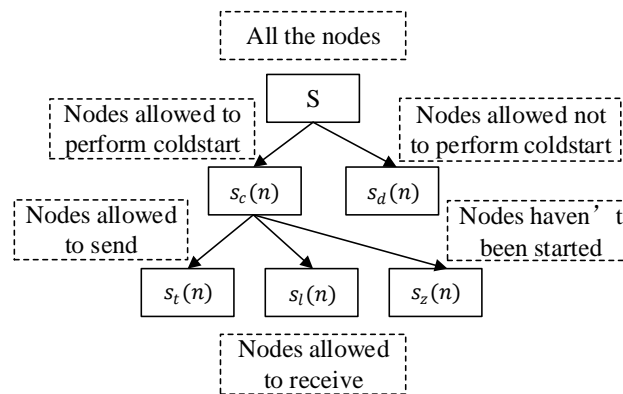 All the nodes
S
Nodes allowed to
perform coldstart
Nodes allowed not
to perform coldstart
s_c(n)
s_d(n)
Nodes allowed
to send
Nodes haven’t
been started
s_t(n)
s_l(n)
s_z(n)
Nodes allowed
to receive